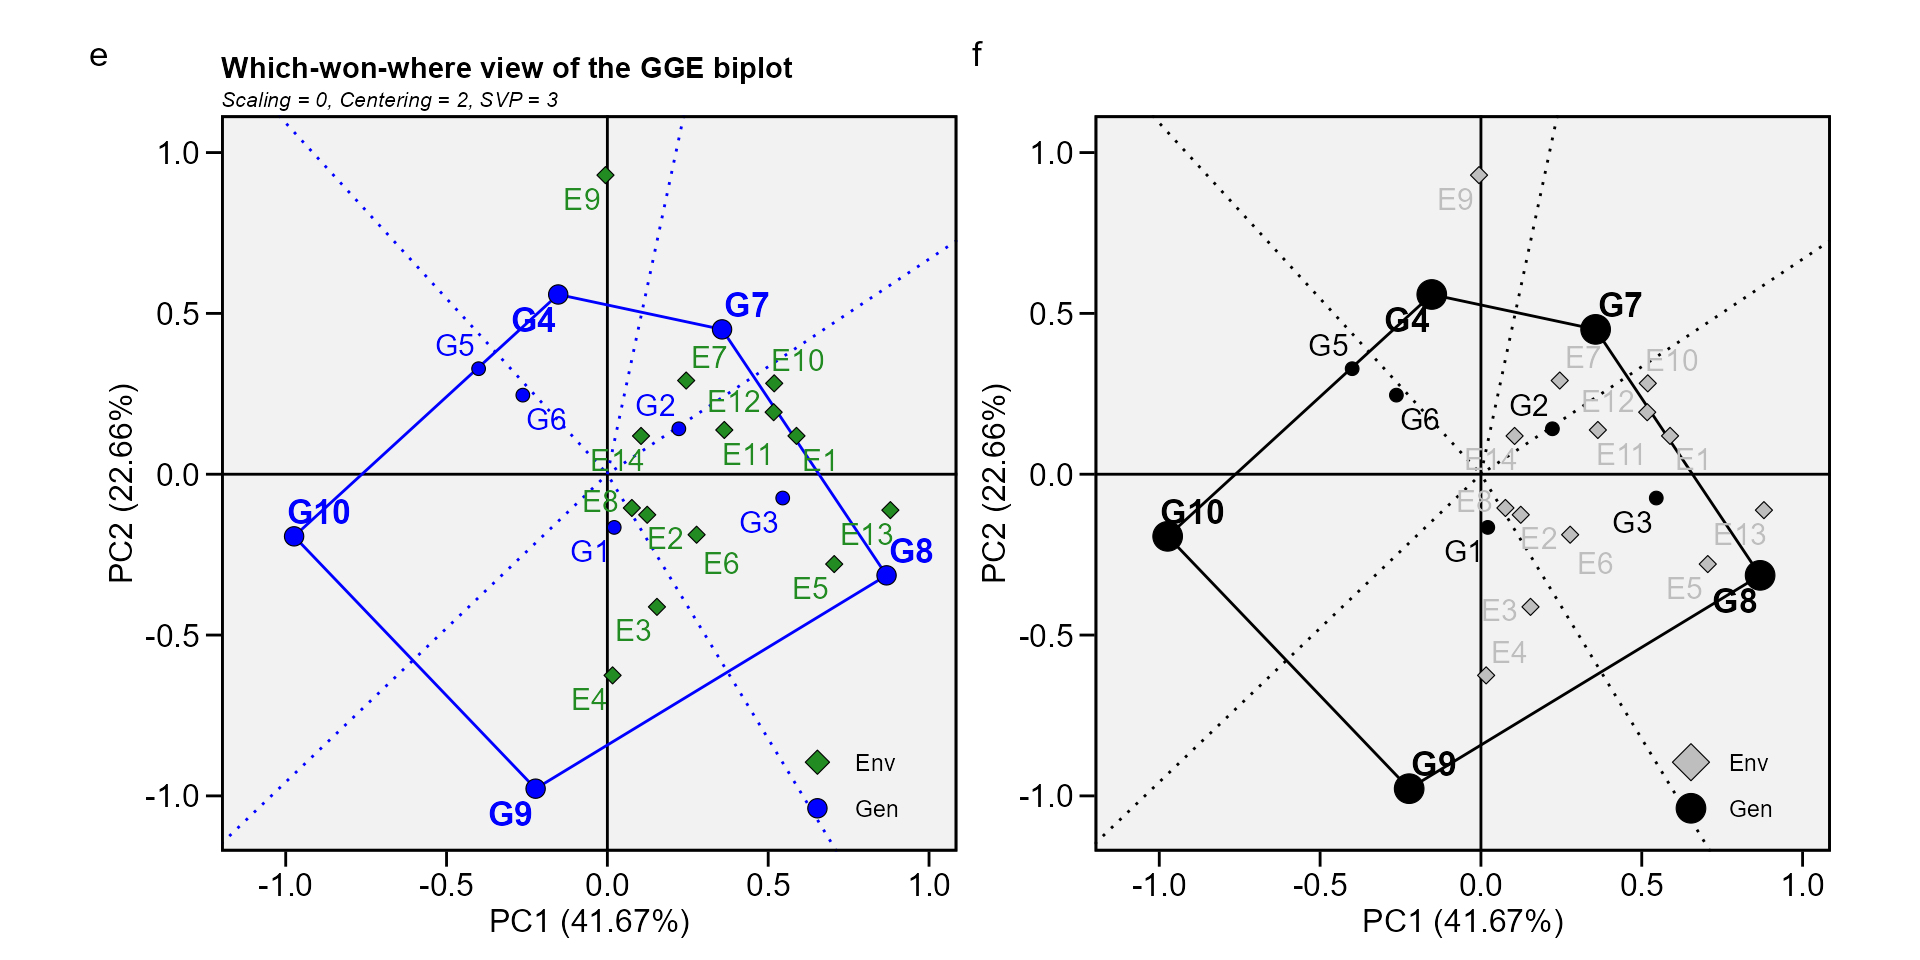 e
Which-won-where view of the GGE biplot
Scaling = 0, Centering = 2, SVP = 3
1.0
0.5
0.0
-0.5
-1.0
PC2 (22.66%)
E9
G4
G7
G5
E7
E10
G6
G2
E12
E14
E11
E1
G10
E8
G1
E2
G3
E13
E6
G8
E5
E3
E4
G9
Env
Gen
-1.0
-0.5
0.0
0.5
1.0
PC1 (41.67%)
f
1.0
0.5
0.0
-0.5
-1.0
PC2 (22.66%)
E9
G4
G7
G5
E7
E10
G6
G2
E12
E14
E11
E1
G10
E8
G1
E2
G3
E13
E6
E5
G8
E3
E4
G9
Env
Gen
-1.0
-0.5
0.0
0.5
1.0
PC1 (41.67%)